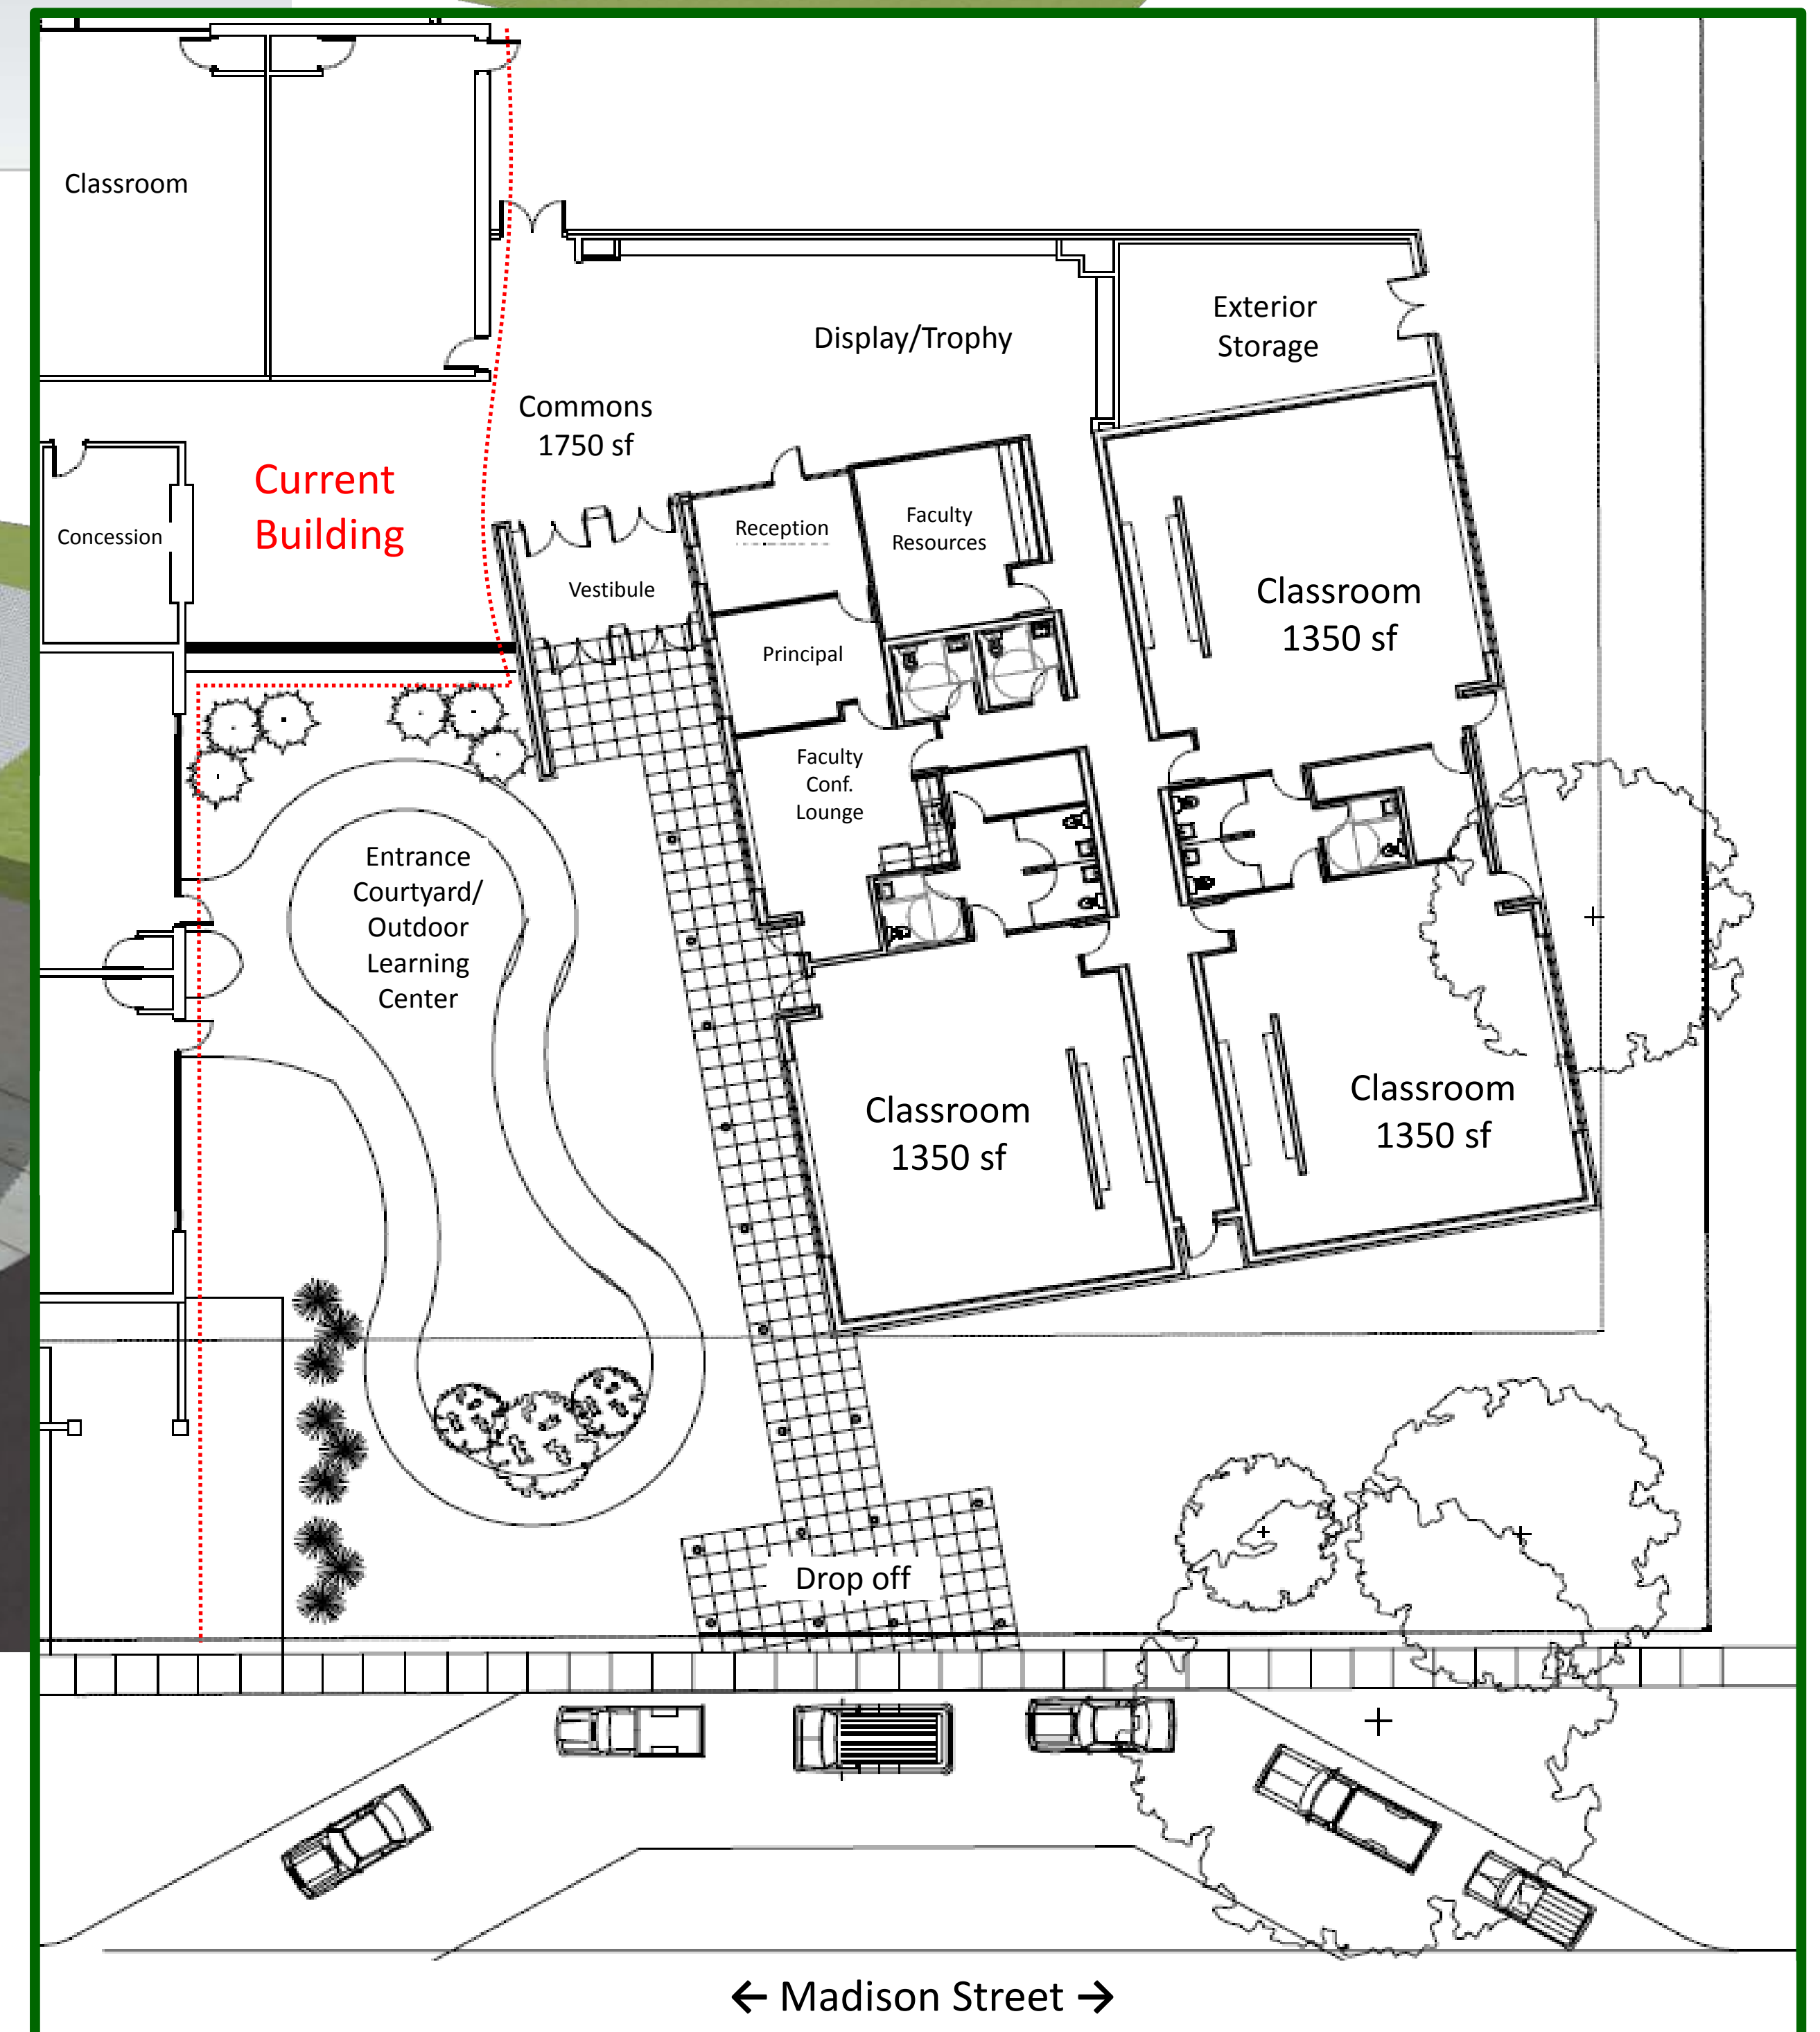 Classroom
Exterior
Storage
Display/Trophy
Commons
1750 sf
Current
Building
Concession
Reception
Faculty
Resources
Vestibule
Classroom
1350 sf
Principal
Faculty
Conf.
Lounge
Entrance
Courtyard/
Outdoor
Learning
Center
Classroom
1350 sf
Classroom
1350 sf
Drop off
← Madison Street →